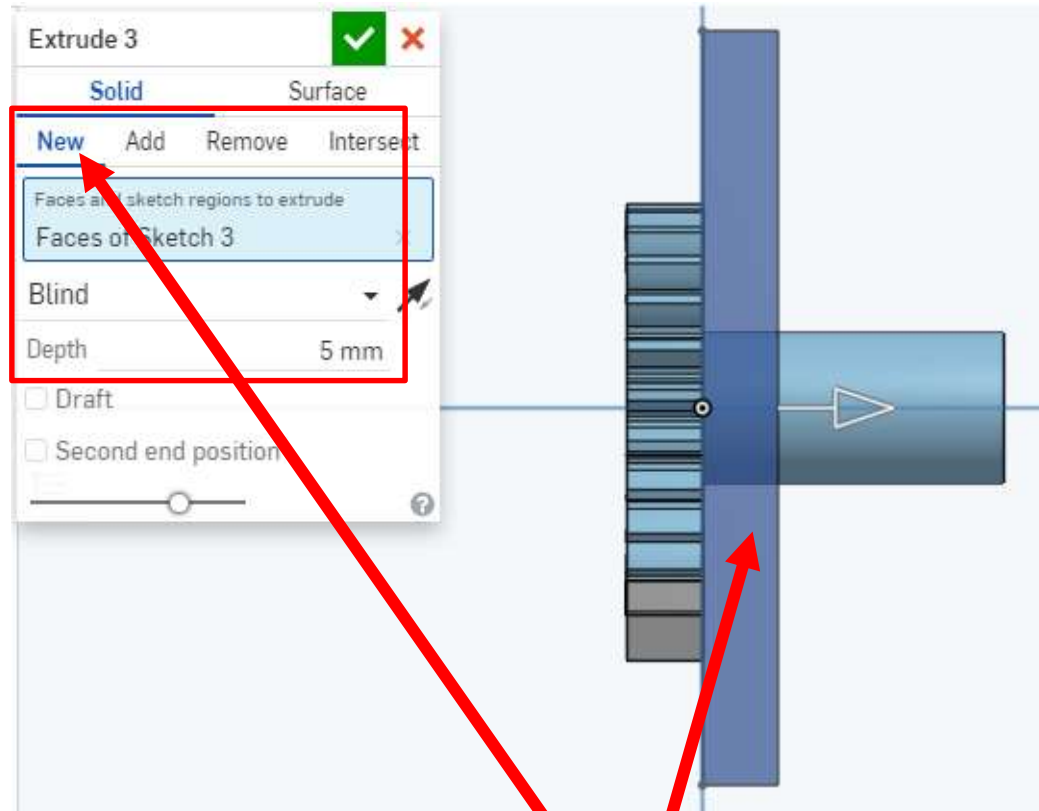 Extrude 3
Solid Surface
New Add Remove Intersect
Faces and sketch regions to extrude
Faces of Sketch 3
Blind
Depth 5 mm
Draft
Second end position
?